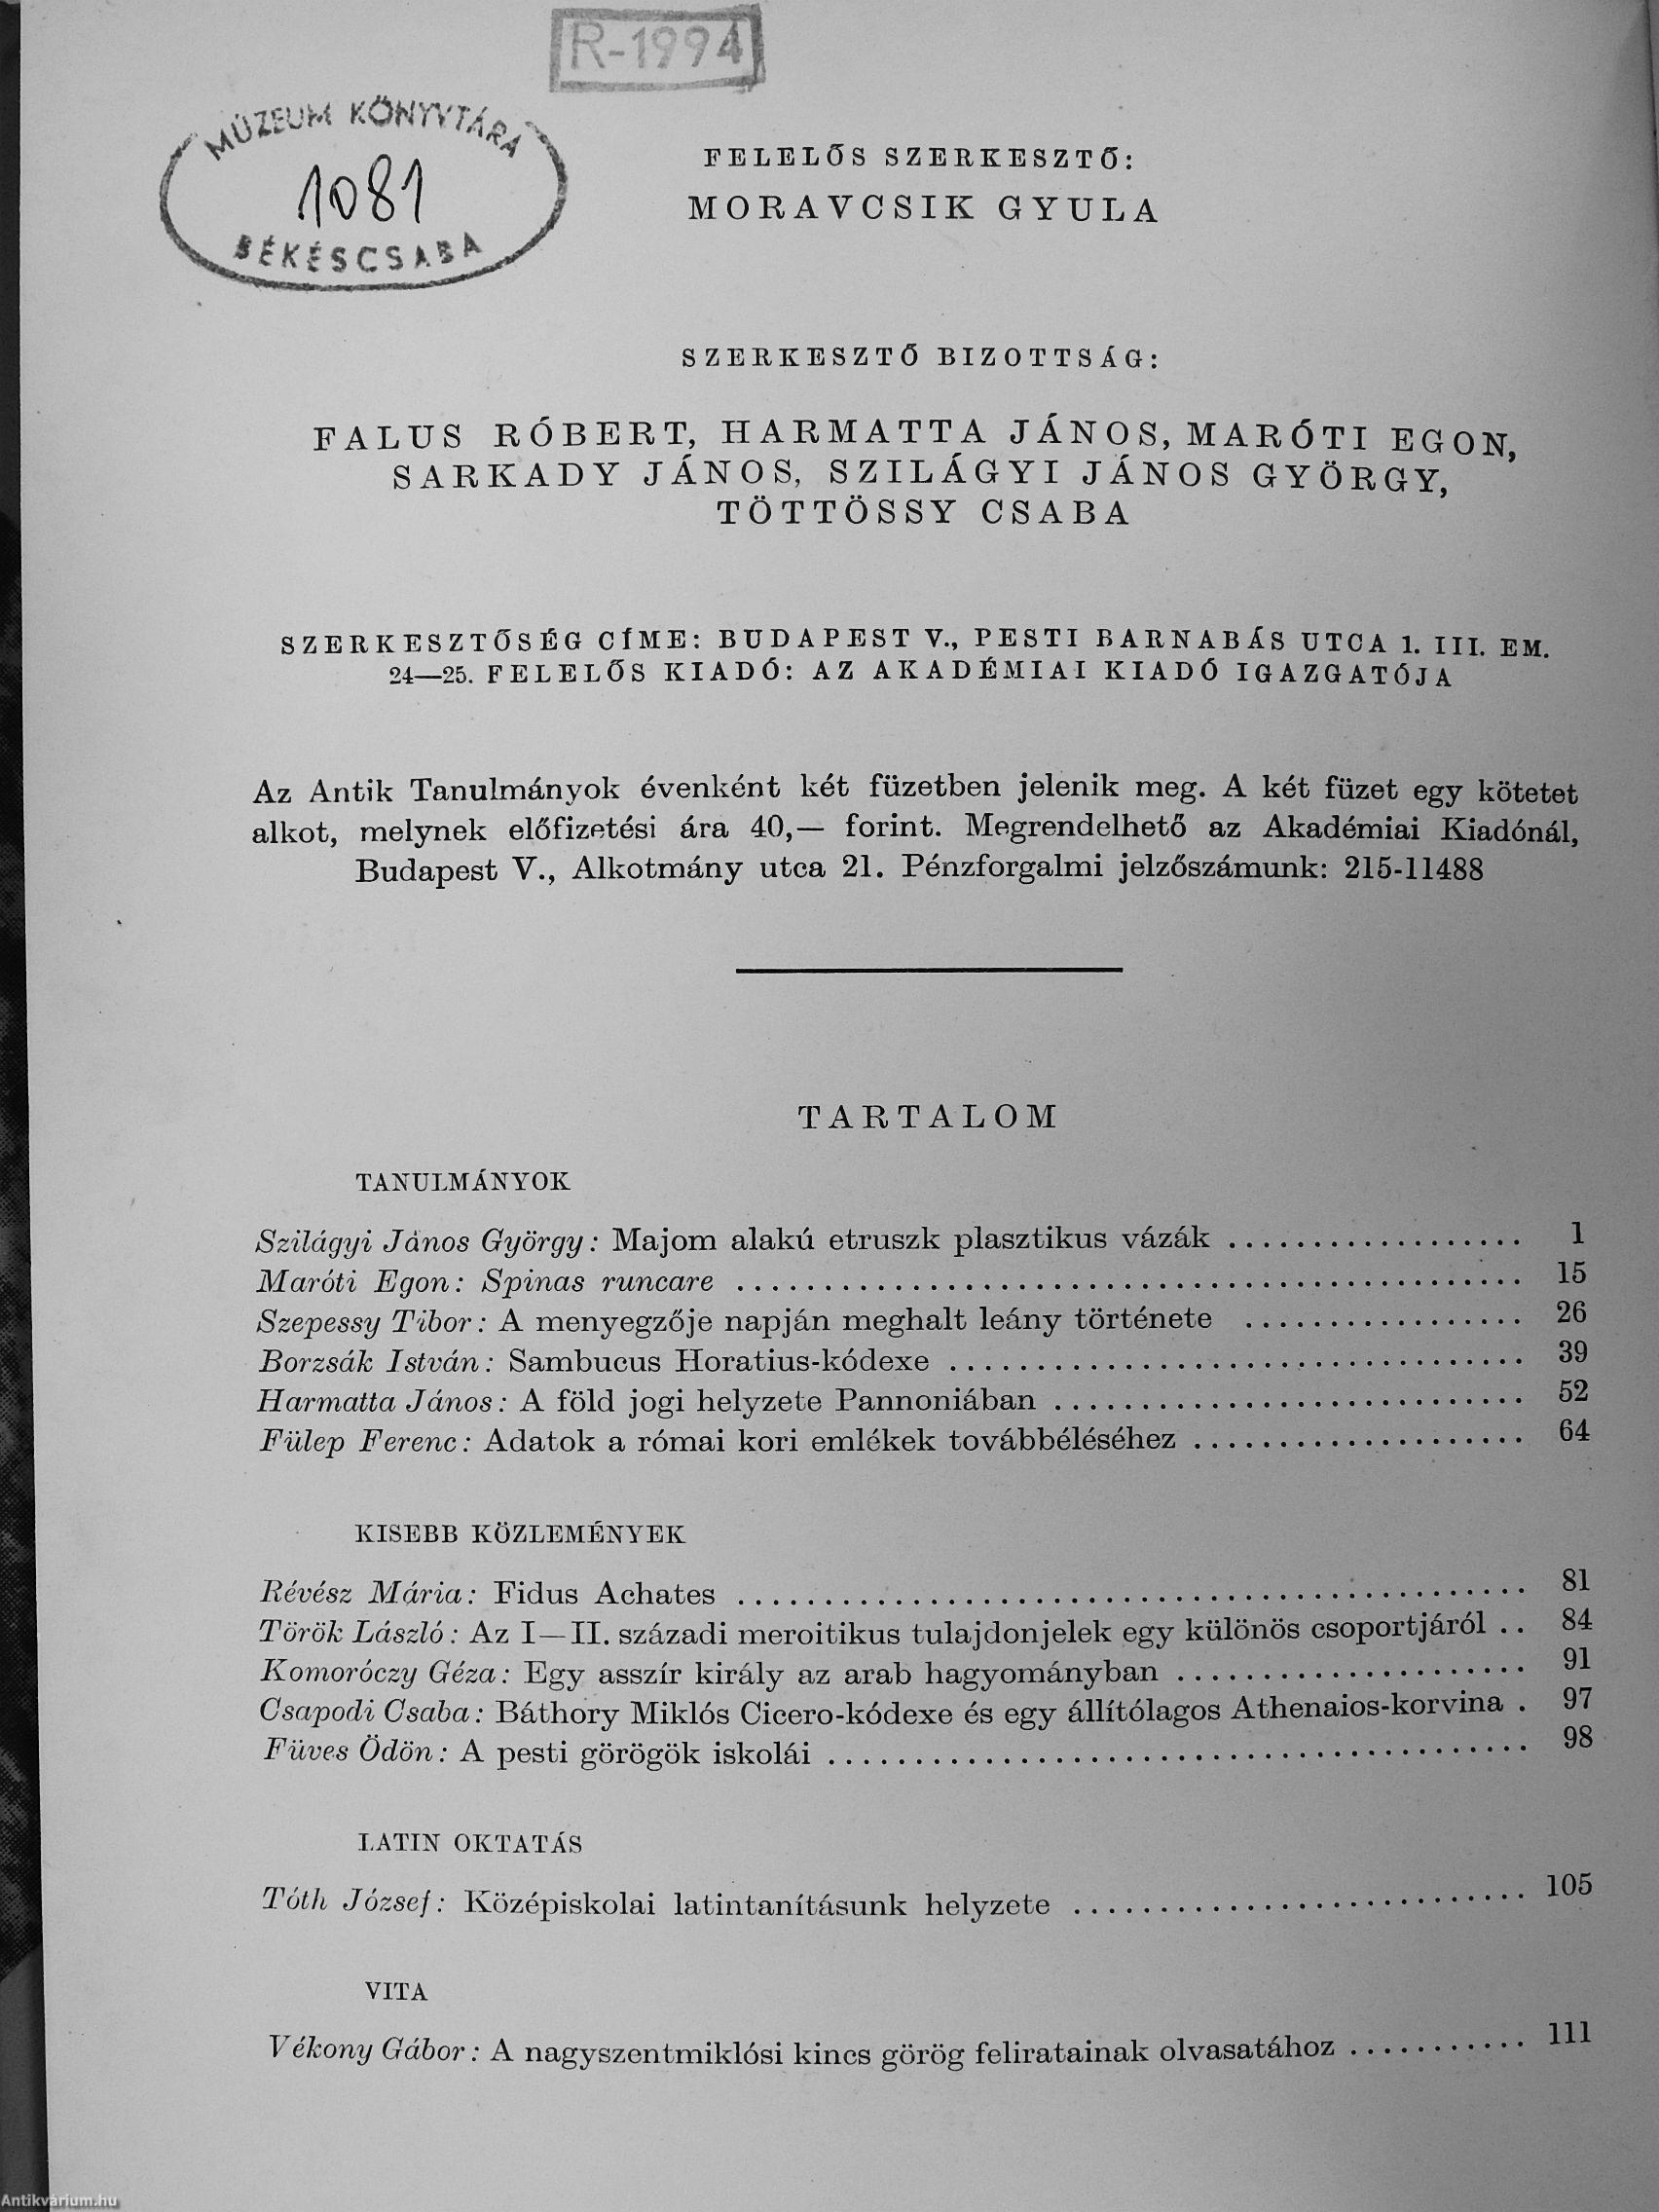 R-1994
MÚZEUM KÖNYVTÁRA
1081
BÉKÉSCSABA
FELELŐS SZERKESZTŐ:
MORAVCSIK GYULA
SZERKESZTŐ BIZOTTSÁG:
FALUS RÓBERT, HARMATTA JÁNOS, MARÓTI EGON,
SARKADY JÁNOS, SZILÁGYI JÁNOS GYÖRGY,
TÖTTÖSSY CSABA
SZERKESZTŐSÉG CÍME: BUDAPEST V., PESTI BARNABÁS UTCA 1. III. EM.
24—25. FELELŐS KIADÓ: AZ AKADÉMIAI KIADÓ IGAZGATÓJA
Az Antik Tanulmányok évenként két füzetben jelenik meg. A két füzet egy kötetet
alkot, melynek előfizetési ára 40,— forint. Megrendelhető az Akadémiai Kiadónál,
Budapest V., Alkotmány utca 21. Pénzforgalmi jelzőszámunk: 215-11488
TARTALOM
TANULMÁNYOK
Szilágyi János György: Majom alakú etruszk plasztikus vázák .................. 1
Maróti Egon: Spinas runcare .................. 15
Szepessy Tibor: A menyegzője napján meghalt leány története .................. 26
Borzsák István: Sambucus Horatius-kódexe .................. 39
Harmatta János: A föld jogi helyzete Pannoniában .................. 52
Fülep Ferenc: Adatok a római kori emlékek továbbéléséhez .................. 64
KISEBB KÖZLEMÉNYEK
Révész Mária: Fidus Achates .................. 81
Török László: Az I—II. századi meroitikus tulajdonjelek egy különös csoportjáról .. 84
Komoróczy Géza: Egy asszír király az arab hagyományban .................. 91
Csapodi Csaba: Báthory Miklós Cicero-kódexe és egy állítólagos Athenaios-korvina . 97
Füves Ödön: A pesti görögök iskolái .................. 98
LATIN OKTATÁS
Tóth József: Középiskolai latintanításunk helyzete .................. 105
VITA
Vékony Gábor: A nagyszentmiklósi kincs görög feliratainak olvasatához ........... 111
Antikvárium.hu